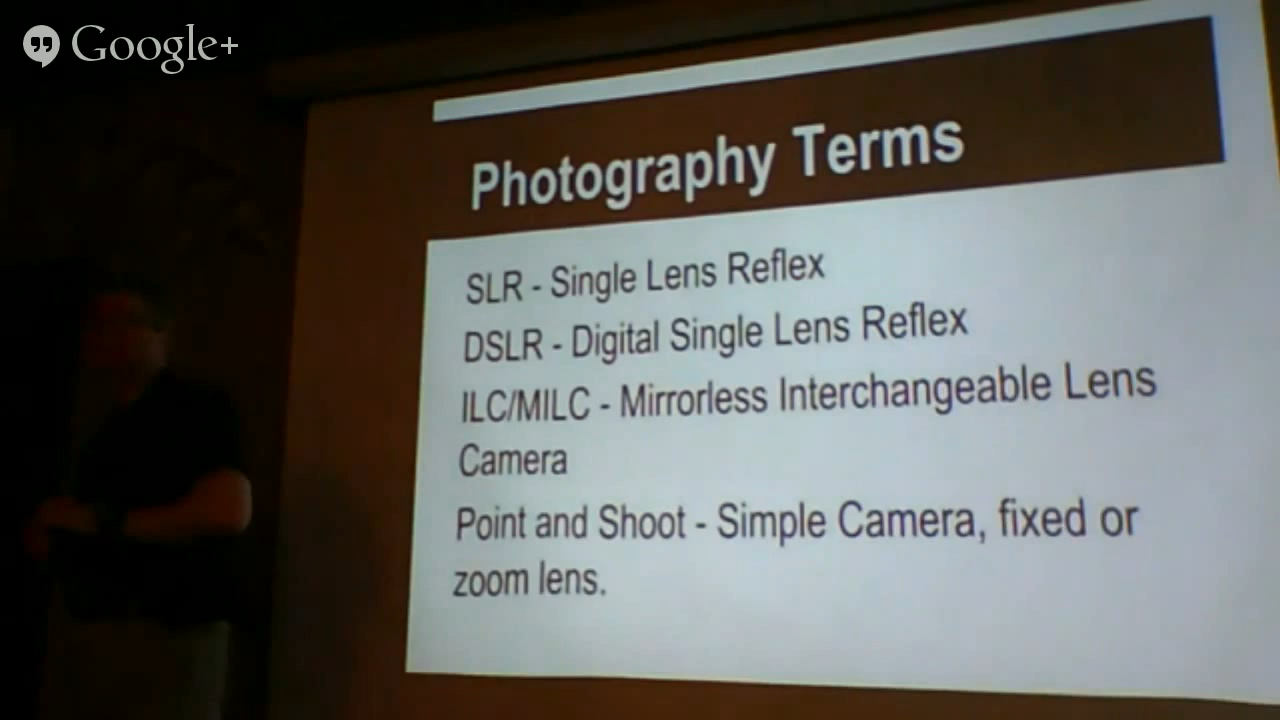 Google+
Photography Terms
SLR - Single Lens Reflex
DSLR - Digital Single Lens Reflex
ILC/MILC - Mirrorless Interchangeable Lens
Camera
Point and Shoot - Simple Camera, fixed or
zoom lens.